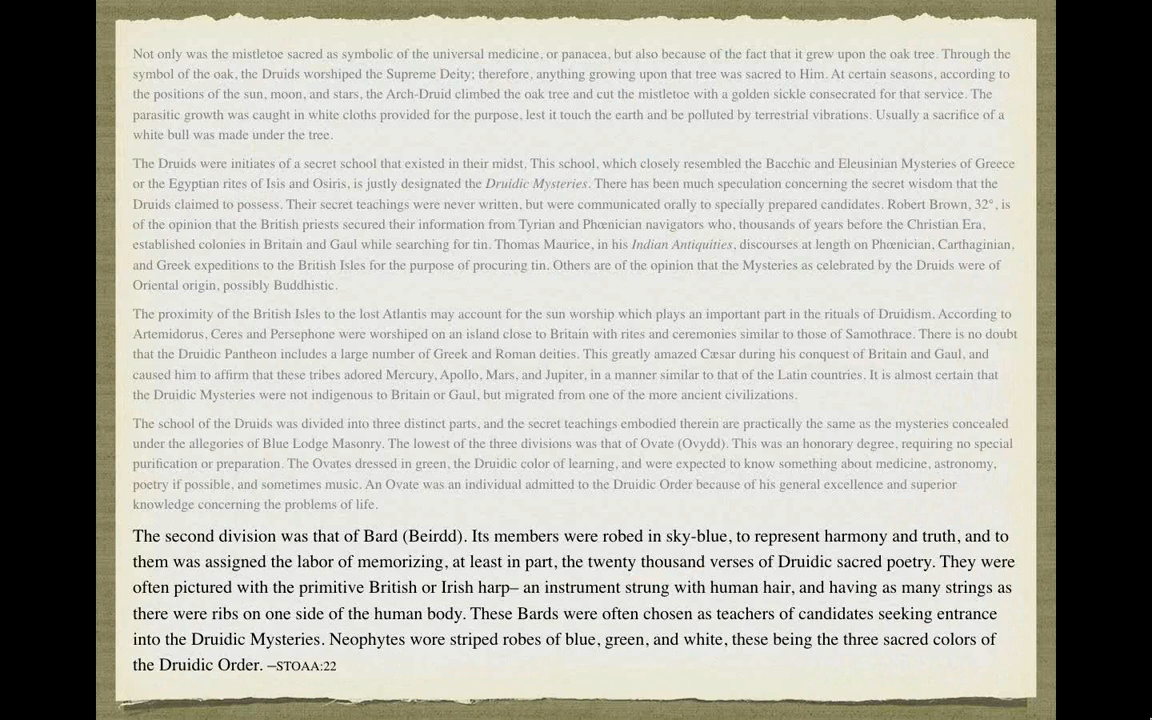 Not only was the mistletoe sacred as symbolic of the universal medicine, or panacea, but also because of the fact that it grew upon the oak tree. Through the
symbol of the oak, the Druids worshiped the Supreme Deity; therefore, anything growing upon that tree was sacred to Him. At certain seasons, according to
the positions of the sun, moon, and stars, the Arch-Druid climbed the oak tree and cut the mistletoe with a golden sickle consecrated for that service. The
parasitic growth was caught in white cloths provided for the purpose, lest it touch the earth and be polluted by terrestrial vibrations. Usually a sacrifice of a
white bull was made under the tree.
The Druids were initiates of a secret school that existed in their midst. This school, which closely resembled the Bacchic and Eleusinian Mysteries of Greece
or the Egyptian rites of Isis and Osiris, is justly designated the Druidic Mysteries. There has been much speculation concerning the secret wisdom that the
Druids claimed to possess. Their secret teachings were never written, but were communicated orally to specially prepared candidates. Robert Brown, 32°, is
of the opinion that the British priests secured their information from Tyrian and Phœnician navigators who, thousands of years before the Christian Era,
established colonies in Britain and Gaul while searching for tin. Thomas Maurice, in his Indian Antiquities, discourses at length on Phœnician, Carthaginian,
and Greek expeditions to the British Isles for the purpose of procuring tin. Others are of the opinion that the Mysteries as celebrated by the Druids were of
Oriental origin, possibly Buddhistic.
The proximity of the British Isles to the lost Atlantis may account for the sun worship which plays an important part in the rituals of Druidism. According to
Artemidorus, Ceres and Persephone were worshiped on an island close to Britain with rites and ceremonies similar to those of Samothrace. There is no doubt
that the Druidic Pantheon includes a large number of Greek and Roman deities. This greatly amazed Cæsar during his conquest of Britain and Gaul, and
caused him to affirm that these tribes adored Mercury, Apollo, Mars, and Jupiter, in a manner similar to that of the Latin countries. It is almost certain that
the Druidic Mysteries were not indigenous to Britain or Gaul, but migrated from one of the more ancient civilizations.
The school of the Druids was divided into three distinct parts, and the secret teachings embodied therein are practically the same as the mysteries concealed
under the allegories of Blue Lodge Masonry. The lowest of the three divisions was that of Ovate (Ovydd). This was an honorary degree, requiring no special
purification or preparation. The Ovates dressed in green, the Druidic color of learning, and were expected to know something about medicine, astronomy,
poetry if possible, and sometimes music. An Ovate was an individual admitted to the Druidic Order because of his general excellence and superior
knowledge concerning the problems of life.
The second division was that of Bard (Beirdd). Its members were robed in sky-blue, to represent harmony and truth, and to
them was assigned the labor of memorizing, at least in part, the twenty thousand verses of Druidic sacred poetry. They were
often pictured with the primitive British or Irish harp– an instrument strung with human hair, and having as many strings as
there were ribs on one side of the human body. These Bards were often chosen as teachers of candidates seeking entrance
into the Druidic Mysteries. Neophytes wore striped robes of blue, green, and white, these being the three sacred colors of
the Druidic Order. –STOAA:22